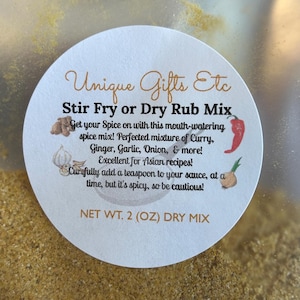 Unique Gifts Etc
Stir Fry or Dry Rub Mix
Get your Spice on with this mouth-watering
spice mix! Perfected mixture of Curry,
Ginger, Garlic, Onion, & more!
Excellent for Asian recipes!
Carefully add a teaspoon to your sauce, at a
time, but it's spicy, so be cautious!
NET WT. 2 (OZ) DRY MIX